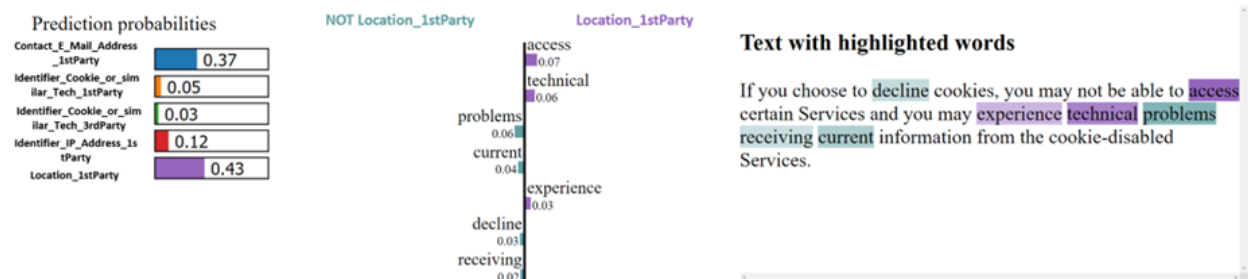 Prediction probabilities
Contact_E_Mail_Address
_1stParty
0.37
Identifier_Cookie_or_sim
ilar_Tech_1stParty
0.05
Identifier_Cookie_or_sim
ilar_Tech_3rdParty
0.03
Identifier_IP_Address_1s
tParty
0.12
Location_1stParty
0.43
NOT Location_1stParty
Location_1stParty
access
0.07
technical
0.06
problems
0.06
current
0.04
experience
0.03
decline
0.03
receiving
0.02
Text with highlighted words
If you choose to decline cookies, you may not be able to access
certain Services and you may experience technical problems
receiving current information from the cookie-disabled
Services.